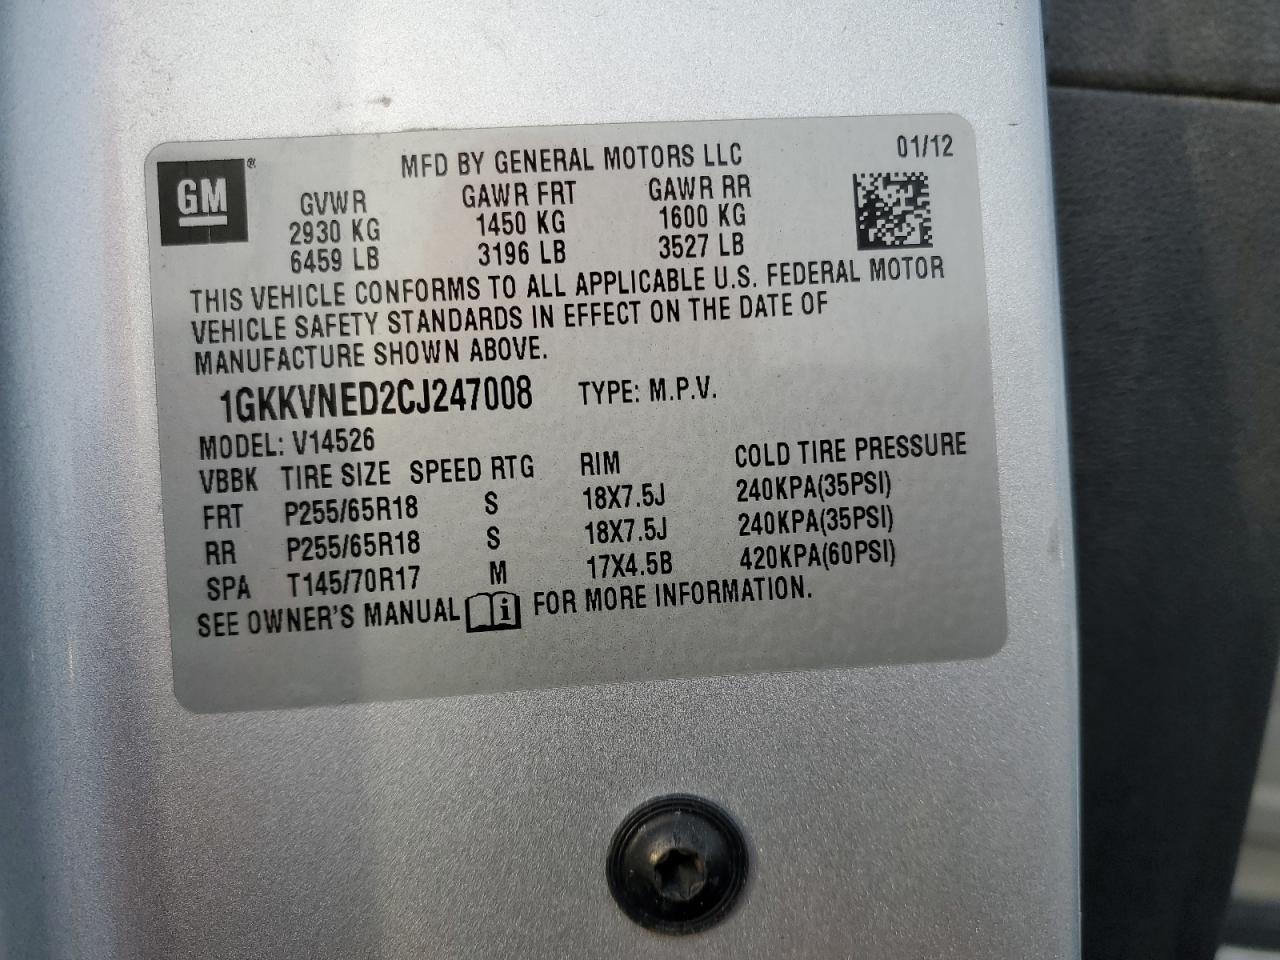 GM ®
MFD BY GENERAL MOTORS LLC 01/12
GVWR GAWR FRT GAWR RR
2930 KG 1450 KG 1600 KG
6459 LB 3196 LB 3527 LB
THIS VEHICLE CONFORMS TO ALL APPLICABLE U.S. FEDERAL MOTOR
VEHICLE SAFETY STANDARDS IN EFFECT ON THE DATE OF
MANUFACTURE SHOWN ABOVE.
1GKKVNED2CJ247008 TYPE: M.P.V.
MODEL: V14526
VBBK TIRE SIZE SPEED RTG RIM COLD TIRE PRESSURE
FRT P255/65R18 S 18X7.5J 240KPA(35PSI)
RR P255/65R18 S 18X7.5J 240KPA(35PSI)
SPA T145/70R17 M 17X4.5B 420KPA(60PSI)
SEE OWNER'S MANUAL i FOR MORE INFORMATION.